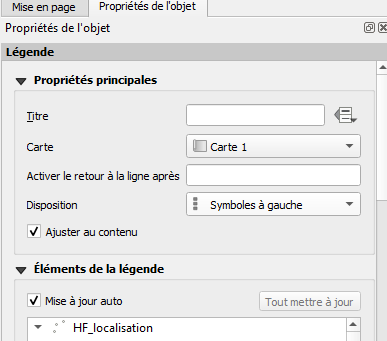 Mise en page
Propriétés de l'objet
Propriétés de l'objet
Légende
Propriétés principales
Titre
Carte
Carte 1
Activer le retour à la ligne après
Disposition
Symboles à gauche
Ajuster au contenu
Éléments de la légende
Mise à jour auto
Tout mettre à jour
HF_localisation